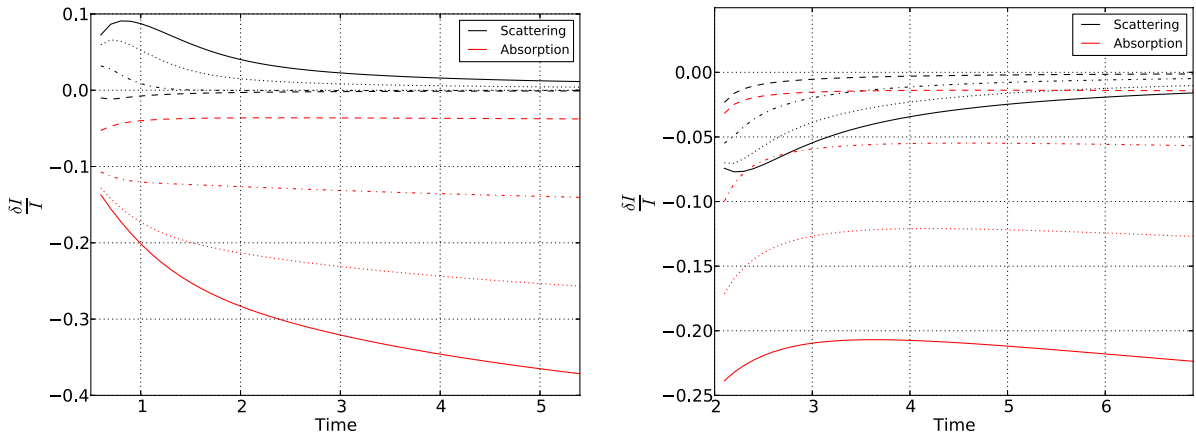 0.1
0.0
−0.1
−0.2
−0.3
−0.4
δI
I
1
2
3
4
5
Time
Scattering
Absorption
0.00
−0.05
−0.10
−0.15
−0.20
−0.25
δI
I
2
3
4
5
6
Time
Scattering
Absorption